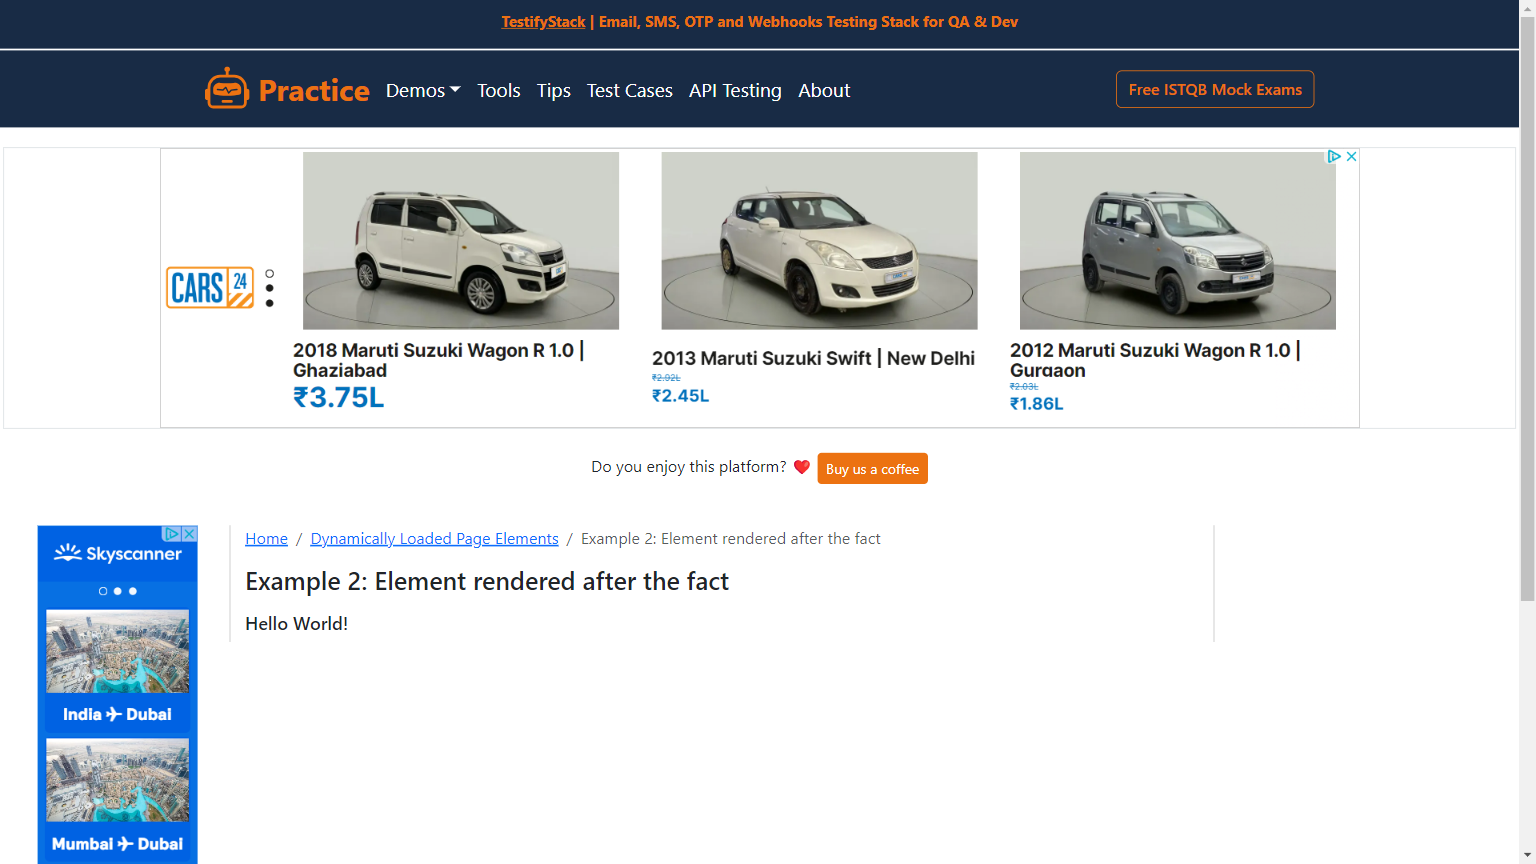 TestifyStack | Email, SMS, OTP and Webhooks Testing Stack for QA & Dev
Practice
Demos
Tools
Tips
Test Cases
API Testing
About
Free ISTQB Mock Exams
CARS 24
2018 Maruti Suzuki Wagon R 1.0 |
Ghaziabad
₹3.75L
2013 Maruti Suzuki Swift | New Delhi
₹2.92L
₹2.45L
2012 Maruti Suzuki Wagon R 1.0 |
Gurgaon
₹2.03L
₹1.86L
Do you enjoy this platform? ❤️ Buy us a coffee
Skyscanner
India ✈ Dubai
Mumbai ✈ Dubai
Home / Dynamically Loaded Page Elements / Example 2: Element rendered after the fact
Example 2: Element rendered after the fact
Hello World!